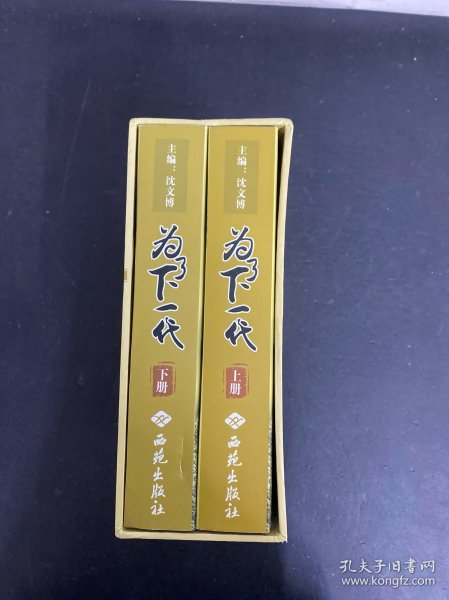 主编：沈文博
为了下一代
下册
西苑出版社
主编：沈文博
为了下一代
上册
西苑出版社
孔夫子旧书网
www.kongfz.com